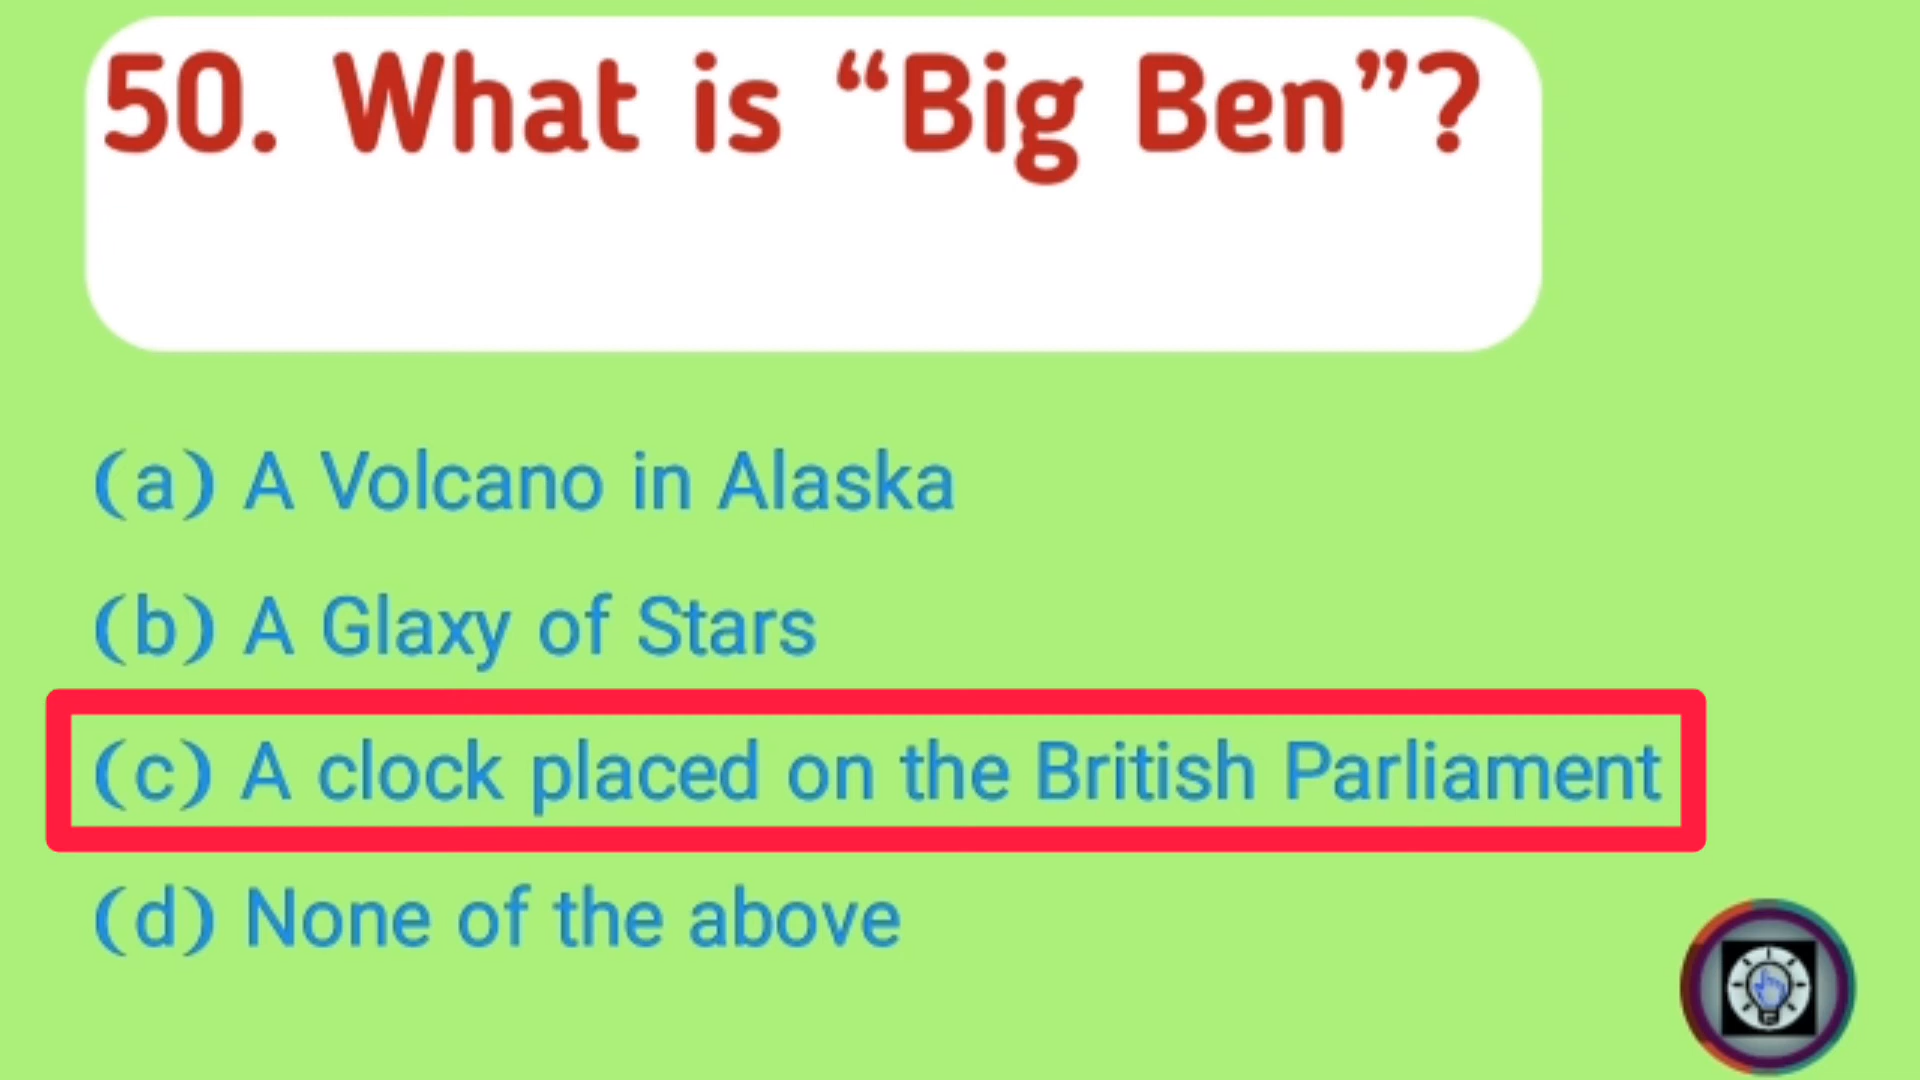 50. What is “Big Ben”?
(a) A Volcano in Alaska
(b) A Glaxy of Stars
(c) A clock placed on the British Parliament
(d) None of the above